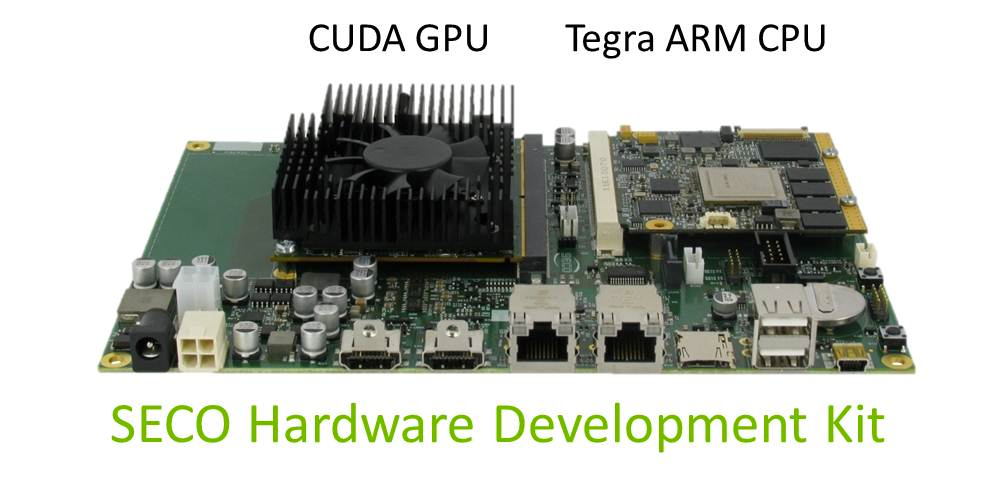 CUDA GPU
Tegra ARM CPU
SECO Hardware Development Kit